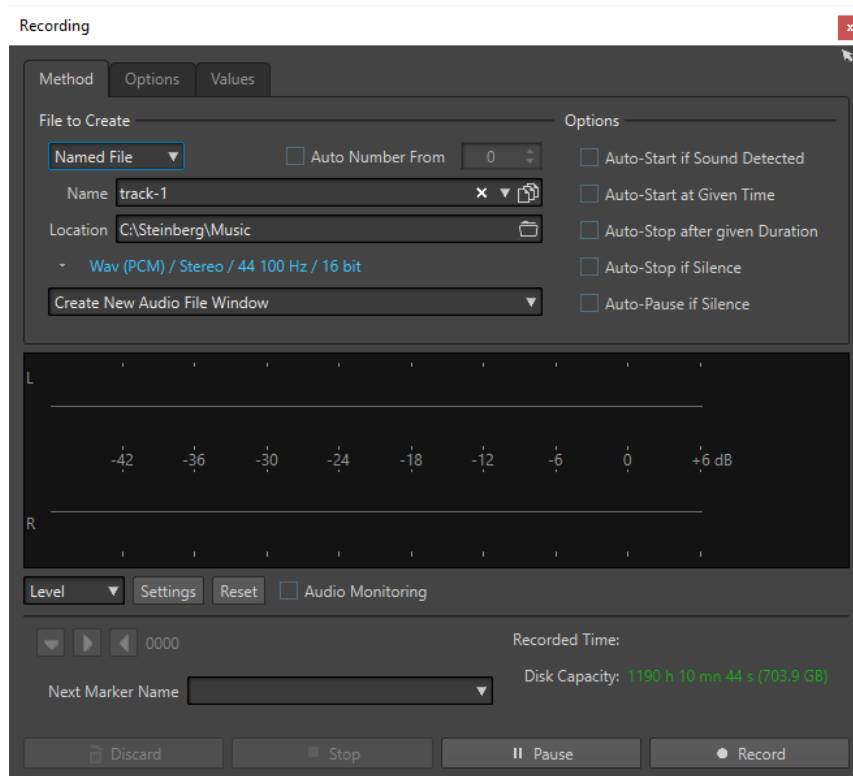 Recording
x
Method Options Values
File to Create
Options
Named File
Auto Number From 0
Auto-Start if Sound Detected
Name track-1
Auto-Start at Given Time
Location C:\Steinberg\Music
Auto-Stop after given Duration
Wav (PCM) / Stereo / 44 100 Hz / 16 bit
Auto-Stop if Silence
Create New Audio File Window
Auto-Pause if Silence
L
-42 -36 -30 -24 -18 -12 -6 0 +6 dB
R
Level Settings Reset Audio Monitoring
0000
Recorded Time:
Disk Capacity: 1190 h 10 mn 44 s (703.9 GB)
Next Marker Name
Discard Stop Pause Record